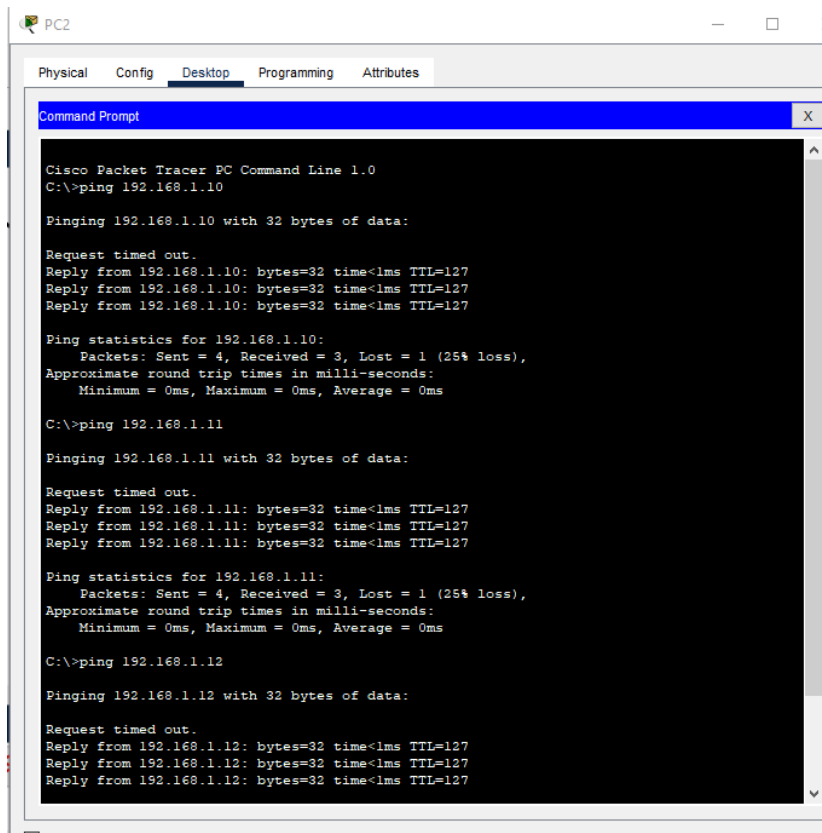 PC2
Physical Config Desktop Programming Attributes
Command Prompt
X
Cisco Packet Tracer PC Command Line 1.0
C:\>ping 192.168.1.10
Pinging 192.168.1.10 with 32 bytes of data:
Request timed out.
Reply from 192.168.1.10: bytes=32 time<1ms TTL=127
Reply from 192.168.1.10: bytes=32 time<1ms TTL=127
Reply from 192.168.1.10: bytes=32 time<1ms TTL=127
Ping statistics for 192.168.1.10:
Packets: Sent = 4, Received = 3, Lost = 1 (25% loss),
Approximate round trip times in milli-seconds:
Minimum = 0ms, Maximum = 0ms, Average = 0ms
C:\>ping 192.168.1.11
Pinging 192.168.1.11 with 32 bytes of data:
Request timed out.
Reply from 192.168.1.11: bytes=32 time<1ms TTL=127
Reply from 192.168.1.11: bytes=32 time<1ms TTL=127
Reply from 192.168.1.11: bytes=32 time<1ms TTL=127
Ping statistics for 192.168.1.11:
Packets: Sent = 4, Received = 3, Lost = 1 (25% loss),
Approximate round trip times in milli-seconds:
Minimum = 0ms, Maximum = 0ms, Average = 0ms
C:\>ping 192.168.1.12
Pinging 192.168.1.12 with 32 bytes of data:
Request timed out.
Reply from 192.168.1.12: bytes=32 time<1ms TTL=127
Reply from 192.168.1.12: bytes=32 time<1ms TTL=127
Reply from 192.168.1.12: bytes=32 time<1ms TTL=127